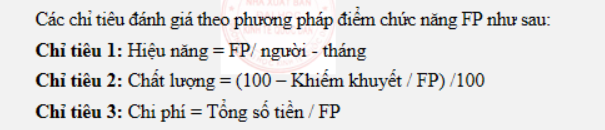 Các chỉ tiêu đánh giá theo phương pháp điểm chức năng FP như sau:
Chỉ tiêu 1: Hiệu năng = FP/ người - tháng
Chỉ tiêu 2: Chất lượng = (100 – Khiếm khuyết / FP) /100
Chỉ tiêu 3: Chi phí = Tổng số tiền / FP